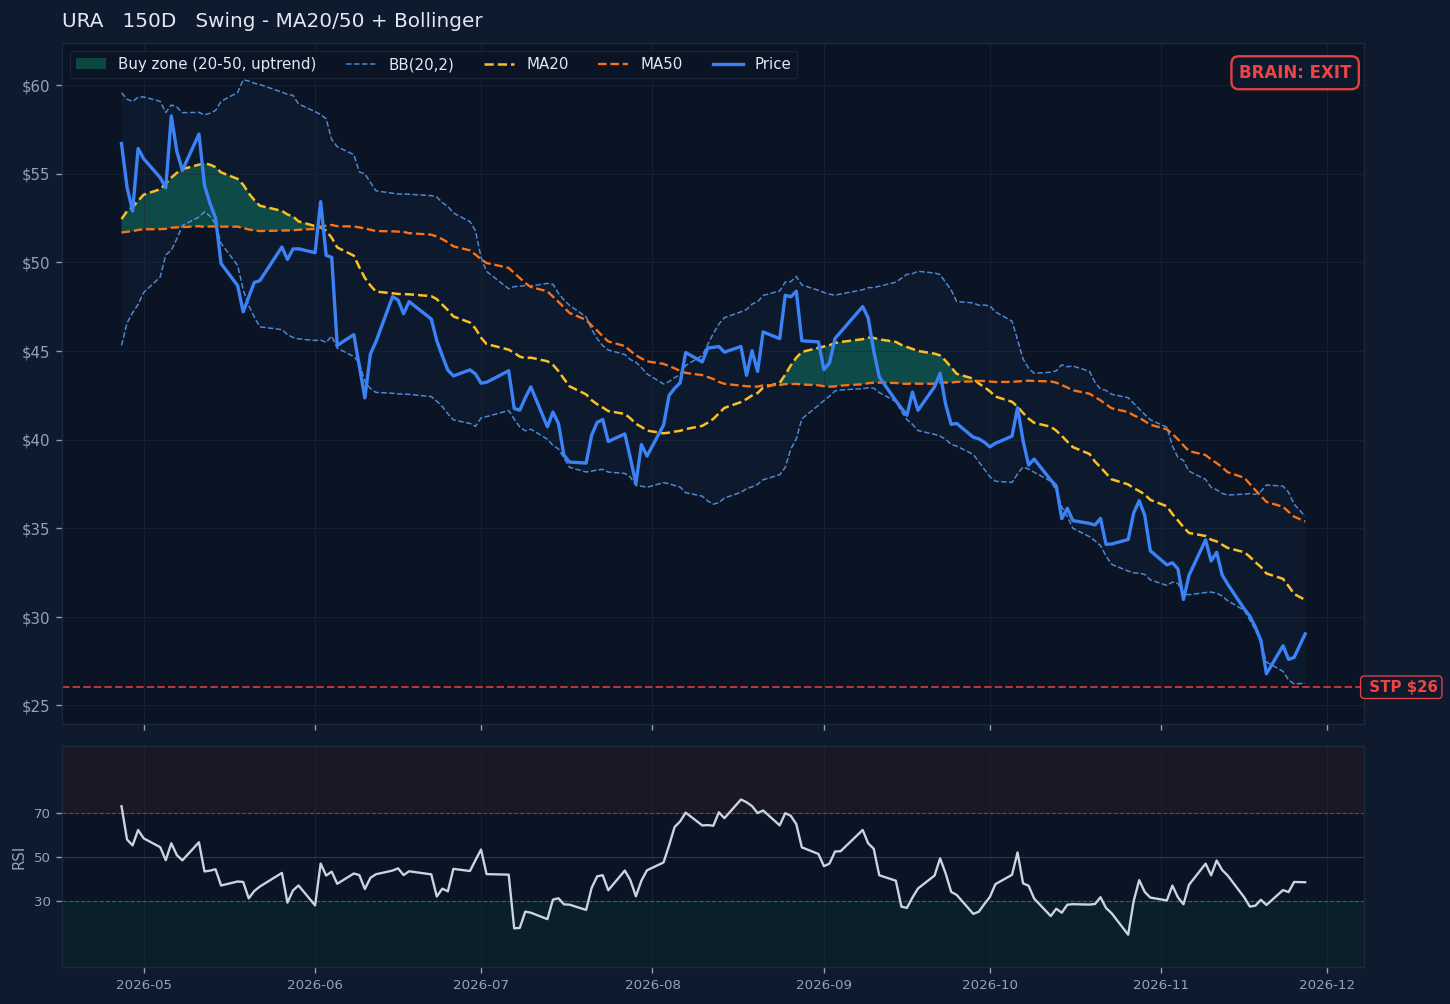 URA   150D   Swing - MA20/50 + Bollinger
Buy zone (20-50, uptrend)   BB(20,2)   MA20   MA50   Price
BRAIN: EXIT
$60
$55
$50
$45
$40
$35
$30
$25
STP $26
RSI
70
50
30
2026-05   2026-06   2026-07   2026-08   2026-09   2026-10   2026-11   2026-12